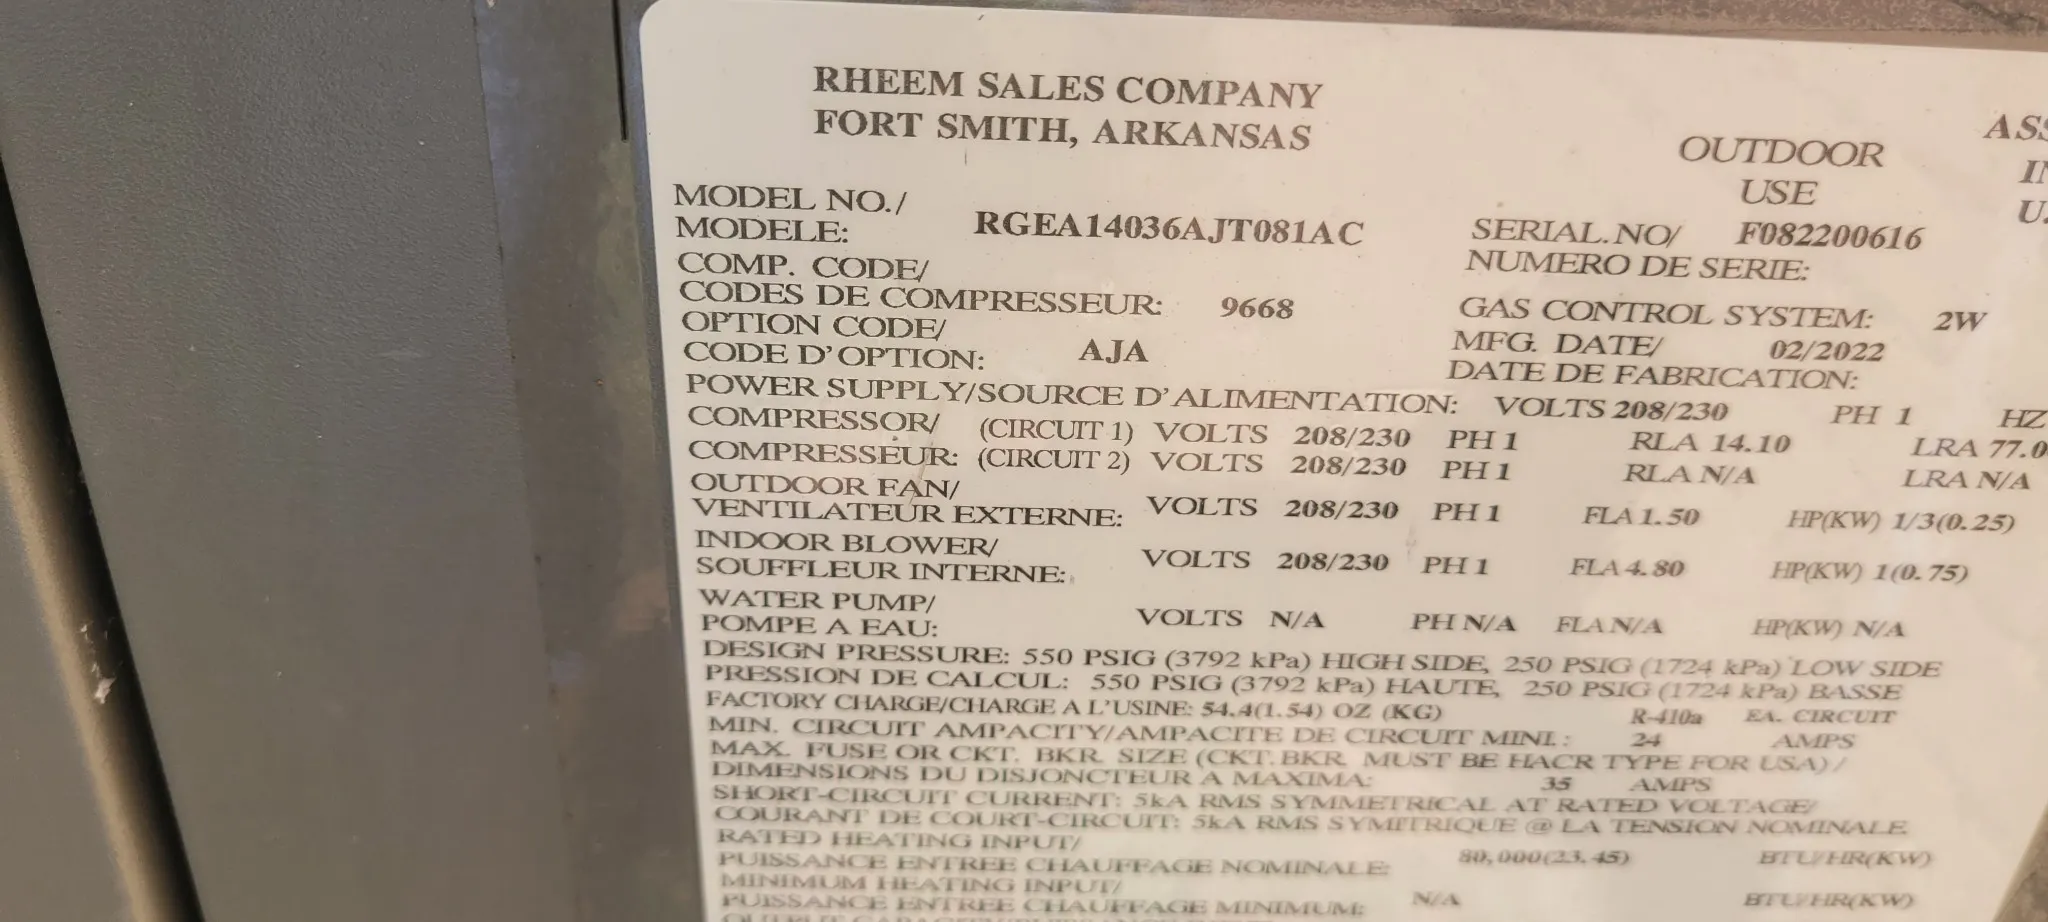 RHEEM SALES COMPANY
FORT SMITH, ARKANSAS
OUTDOOR
USE
MODEL NO./
MODELE: RGEA14036AJT081AC
SERIAL.NO/ F082200616
NUMERO DE SERIE:
COMP. CODE/
CODES DE COMPRESSEUR: 9668
GAS CONTROL SYSTEM: 2W
OPTION CODE/
CODE D'OPTION: AJA
MFG. DATE/ 02/2022
DATE DE FABRICATION:
POWER SUPPLY/SOURCE D'ALIMENTATION: VOLTS 208/230 PH 1 HZ
COMPRESSOR/ (CIRCUIT 1) VOLTS 208/230 PH 1 RLA 14.10 LRA 77.0
COMPRESSEUR: (CIRCUIT 2) VOLTS 208/230 PH 1 RLA N/A LRA N/A
OUTDOOR FAN/
VENTILATEUR EXTERNE: VOLTS 208/230 PH 1 FLA 1.50 HP(KW) 1/3(0.25)
INDOOR BLOWER/
SOUFFLEUR INTERNE: VOLTS 208/230 PH 1 FLA 4.80 HP(KW) 1(0.75)
WATER PUMP/
POMPE A EAU: VOLTS N/A PH N/A FLA N/A HP(KW) N/A
DESIGN PRESSURE: 550 PSIG (3792 kPa) HIGH SIDE, 250 PSIG (1724 kPa) LOW SIDE
PRESSION DE CALCUL: 550 PSIG (3792 kPa) HAUTE, 250 PSIG (1724 kPa) BASSE
FACTORY CHARGE/CHARGE A L'USINE: 54.4(1.54) OZ (KG) R-410a EA. CIRCUIT
MIN. CIRCUIT AMPACITY/AMPACITE DE CIRCUIT MINI.: 24 AMPS
MAX. FUSE OR CKT. BKR. SIZE (CKT. BKR. MUST BE HACR TYPE FOR USA)/
DIMENSIONS DU DISJONCTEUR A MAXIMA: 35 AMPS
SHORT-CIRCUIT CURRENT: 5kA RMS SYMMETRICAL AT RATED VOLTAGE/
COURANT DE COURT-CIRCUIT: 5kA RMS SYMITRIQUE @ LA TENSION NOMINALE
RATED HEATING INPUT/
PUISSANCE ENTREE CHAUFFAGE NOMINALE: 80,000(23.45) BTU/HR(KW)
MINIMUM HEATING INPUT/
PUISSANCE ENTREE CHAUFFAGE MINIMUM: N/A BTU/HR(KW)